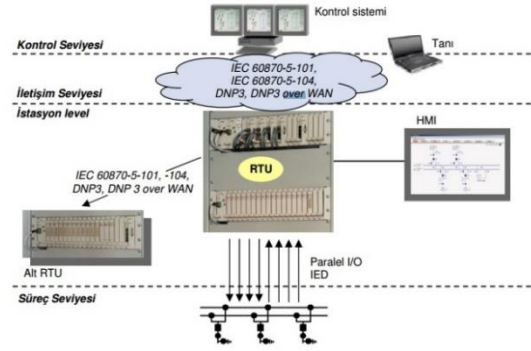 Kontrol sistemi
Kontrol Seviyesi
Tanı
IEC 60870-5-101,
IEC 60870-5-104,
DNP3, DNP3 over WAN
İletişim Seviyesi
İstasyon level
HMI
RTU
IEC 60870-5-101, -104,
DNP3, DNP 3 over WAN
Alt RTU
Paralel I/O
IED
Süreç Seviyesi